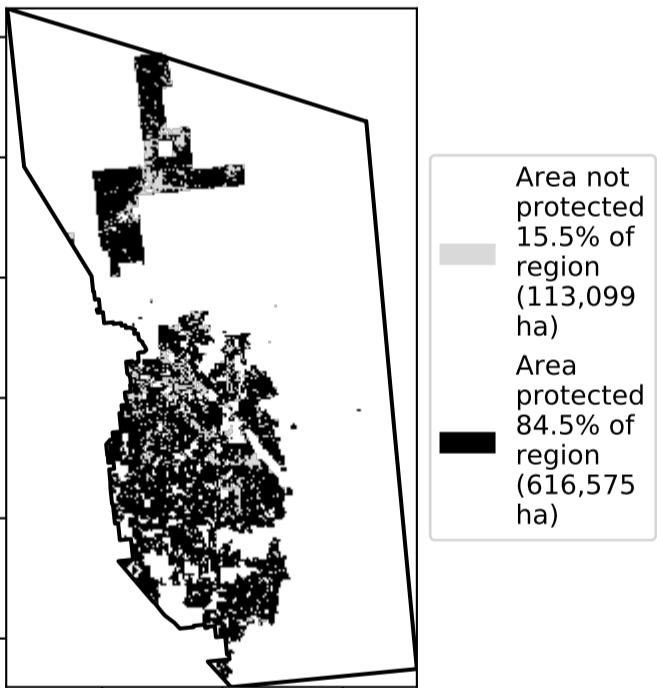 Area not
protected
15.5% of
region
(113,099
ha)
Area
protected
84.5% of
region
(616,575
ha)